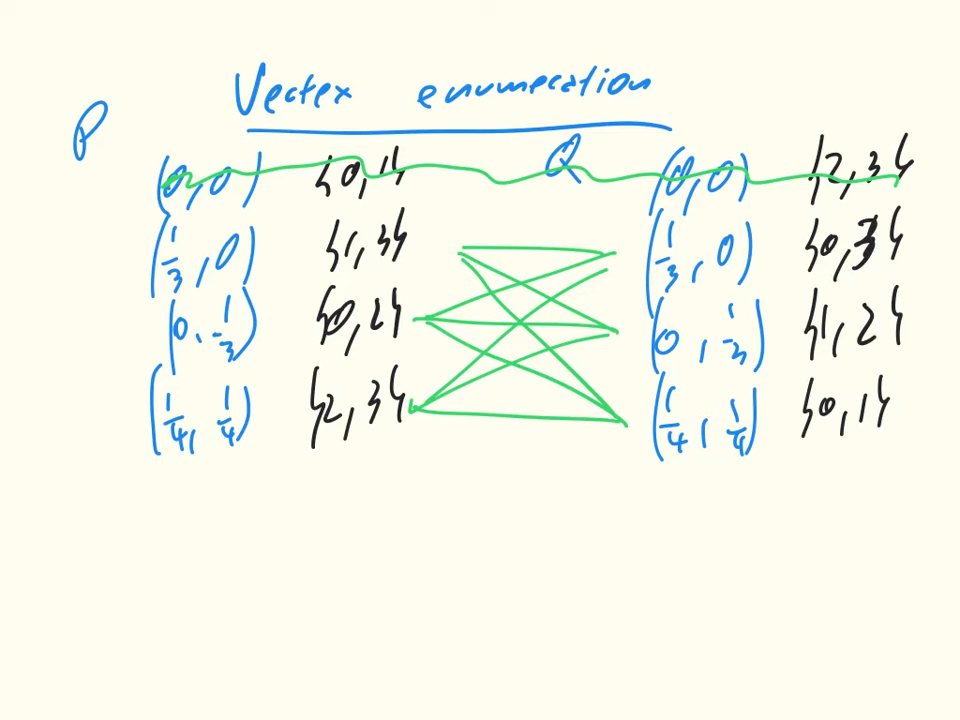 Vertex enumeration
P Q
(0,0) {0,1} (0,0) {2,3}
(1/3,0) {1,3} (1/3,0) {0,3}
(0,1/3) {0,2} (0,1/3) {1,2}
(1/4,1/4) {2,3} (1/4,1/4) {0,1}